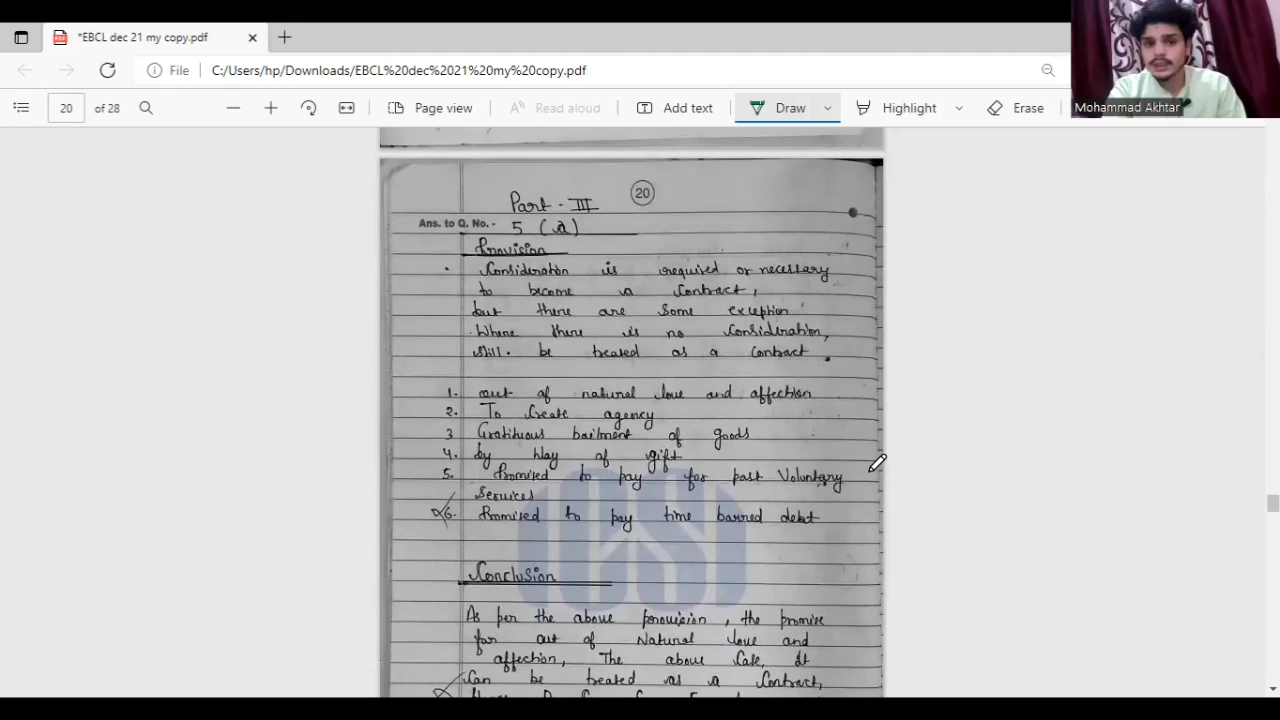 *EBCL dec 21 my copy.pdf
File C:/Users/hp/Downloads/EBCL%20dec%2021%20my%20copy.pdf
20 of 28 Page view Read aloud Add text Draw Highlight Erase
Mohammad Akhtar
20
Part - III
Ans. to Q. No.- 5 (a)
Provision
Consideration is required or necessary
to become a Contract,
but there are some exception
Where there is no Consideration,
still. be treated as a contract.
1. out of natural love and affection
2. To Create agency
3 Gratituous bailment of goods
4. by Way of gift
5. Promised to pay for past Voluntary
Services
6. Promised to pay time barred debt
ICSI
Conclusion
As per the above provision, the promise
for out of Natural love and
affection, The above Case, It
Can be treated as a Contract,